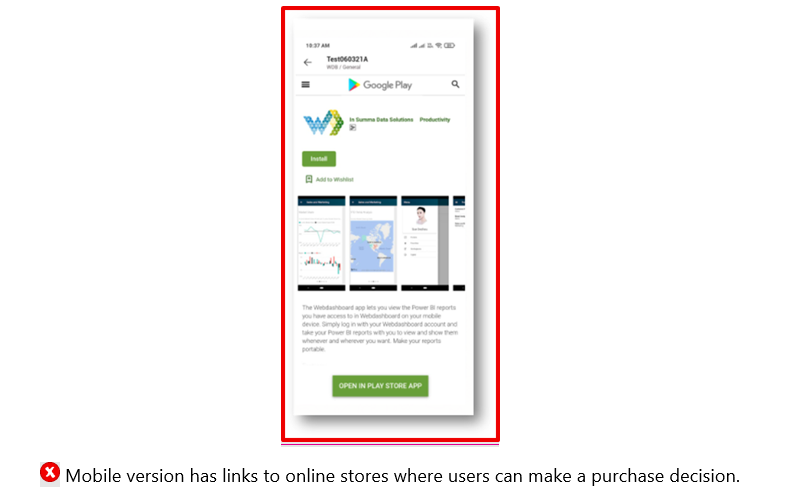 10:37 AM
Test060321A
WDB / General
Google Play
In Summa Data Solutions Productivity
Install
Add to Wishlist
The Webdashboard app lets you view the Power BI reports
you have access to in Webdashboard on your mobile
device. Simply log in with your Webdashboard account and
take your Power BI reports with you to view and show them
whenever and wherever you want. Make your reports
portable.
OPEN IN PLAY STORE APP
Mobile version has links to online stores where users can make a purchase decision.